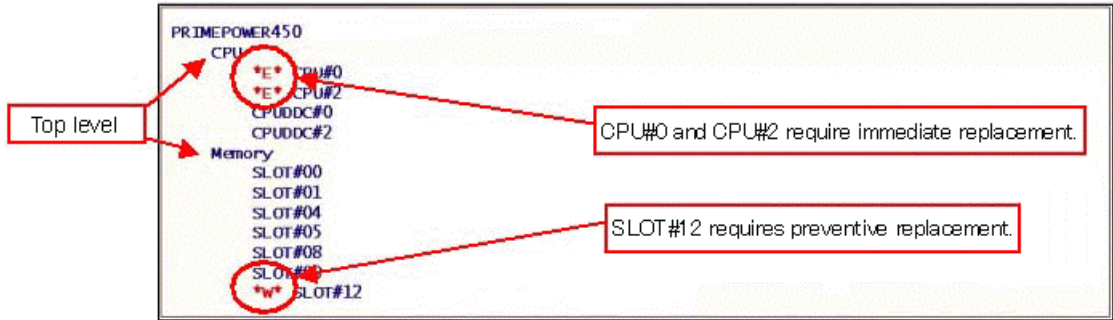 PRIMEPOWER450
CPU
*E* CPU#0
*E* CPU#2
CPUDDC#0
CPUDDC#2
Memory
SLOT#00
SLOT#01
SLOT#04
SLOT#05
SLOT#08
*W* SLOT#12
Top level
CPU#0 and CPU#2 require immediate replacement.
SLOT#12 requires preventive replacement.